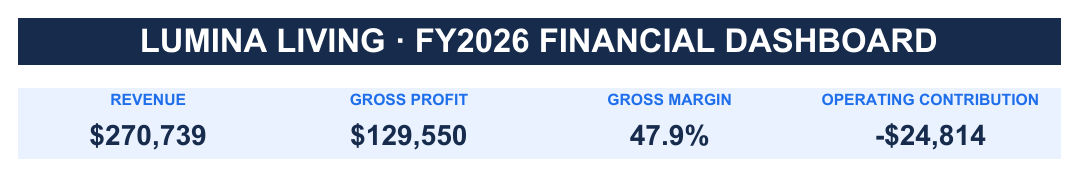 LUMINA LIVING · FY2026 FINANCIAL DASHBOARD
REVENUE GROSS PROFIT GROSS MARGIN OPERATING CONTRIBUTION
$270,739 $129,550 47.9% -$24,814